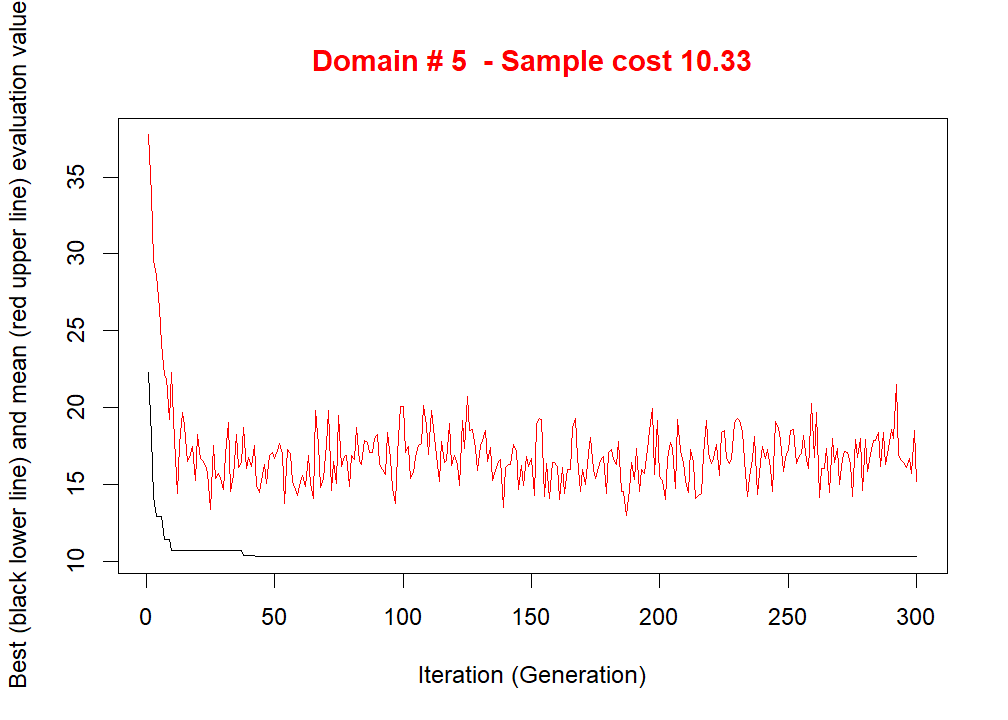 Domain # 5  - Sample cost 10.33
Best (black lower line) and mean (red upper line) evaluation value
35
30
25
20
15
10
0 50 100 150 200 250 300
Iteration (Generation)